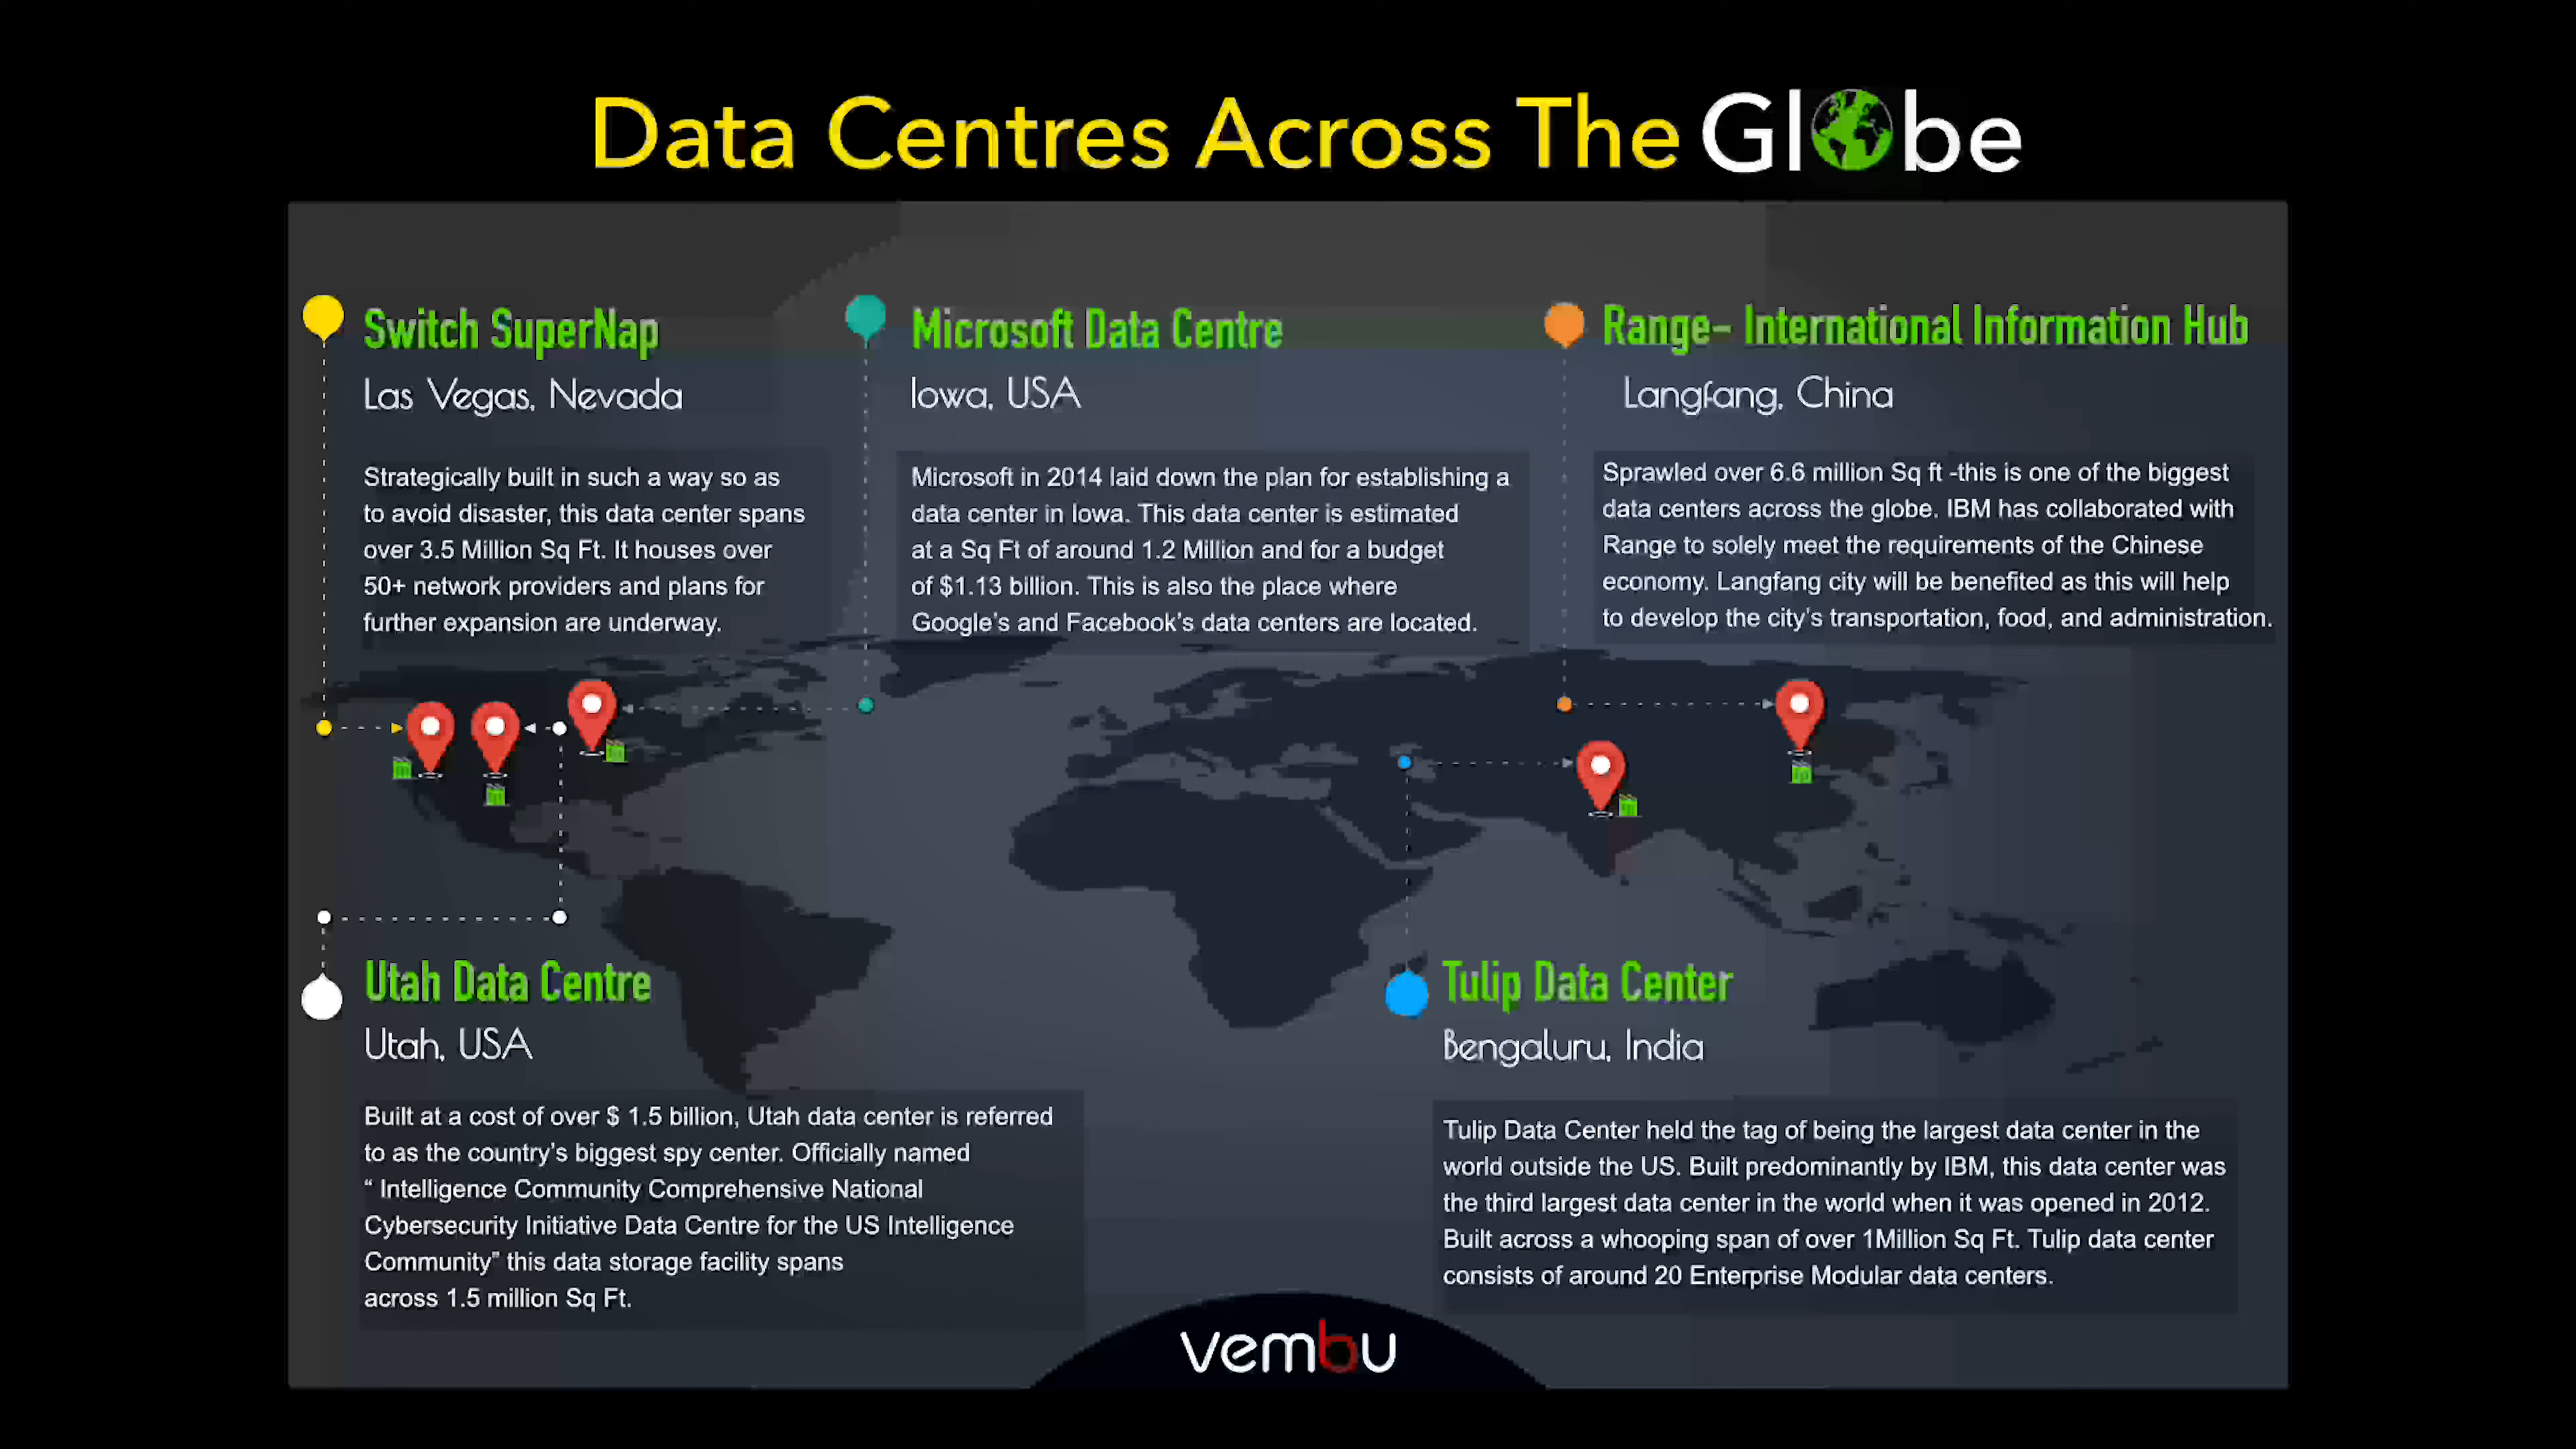 Data Centres Across The Globe
Switch SuperNap
Las Vegas, Nevada
Strategically built in such a way so as
to avoid disaster, this data center spans
over 3.5 Million Sq Ft. It houses over
50+ network providers and plans for
further expansion are underway.
Microsoft Data Centre
Iowa, USA
Microsoft in 2014 laid down the plan for establishing a
data center in Iowa. This data center is estimated
at a Sq Ft of around 1.2 Million and for a budget
of $1.13 billion. This is also the place where
Google's and Facebook's data centers are located.
Range- International Information Hub
Langfang, China
Sprawled over 6.6 million Sq ft -this is one of the biggest
data centers across the globe. IBM has collaborated with
Range to solely meet the requirements of the Chinese
economy. Langfang city will be benefited as this will help
to develop the city's transportation, food, and administration.
Utah Data Centre
Utah, USA
Built at a cost of over $ 1.5 billion, Utah data center is referred
to as the country's biggest spy center. Officially named
“ Intelligence Community Comprehensive National
Cybersecurity Initiative Data Centre for the US Intelligence
Community” this data storage facility spans
across 1.5 million Sq Ft.
Tulip Data Center
Bengaluru, India
Tulip Data Center held the tag of being the largest data center in the
world outside the US. Built predominantly by IBM, this data center was
the third largest data center in the world when it was opened in 2012.
Built across a whooping span of over 1Million Sq Ft. Tulip data center
consists of around 20 Enterprise Modular data centers.
vembu